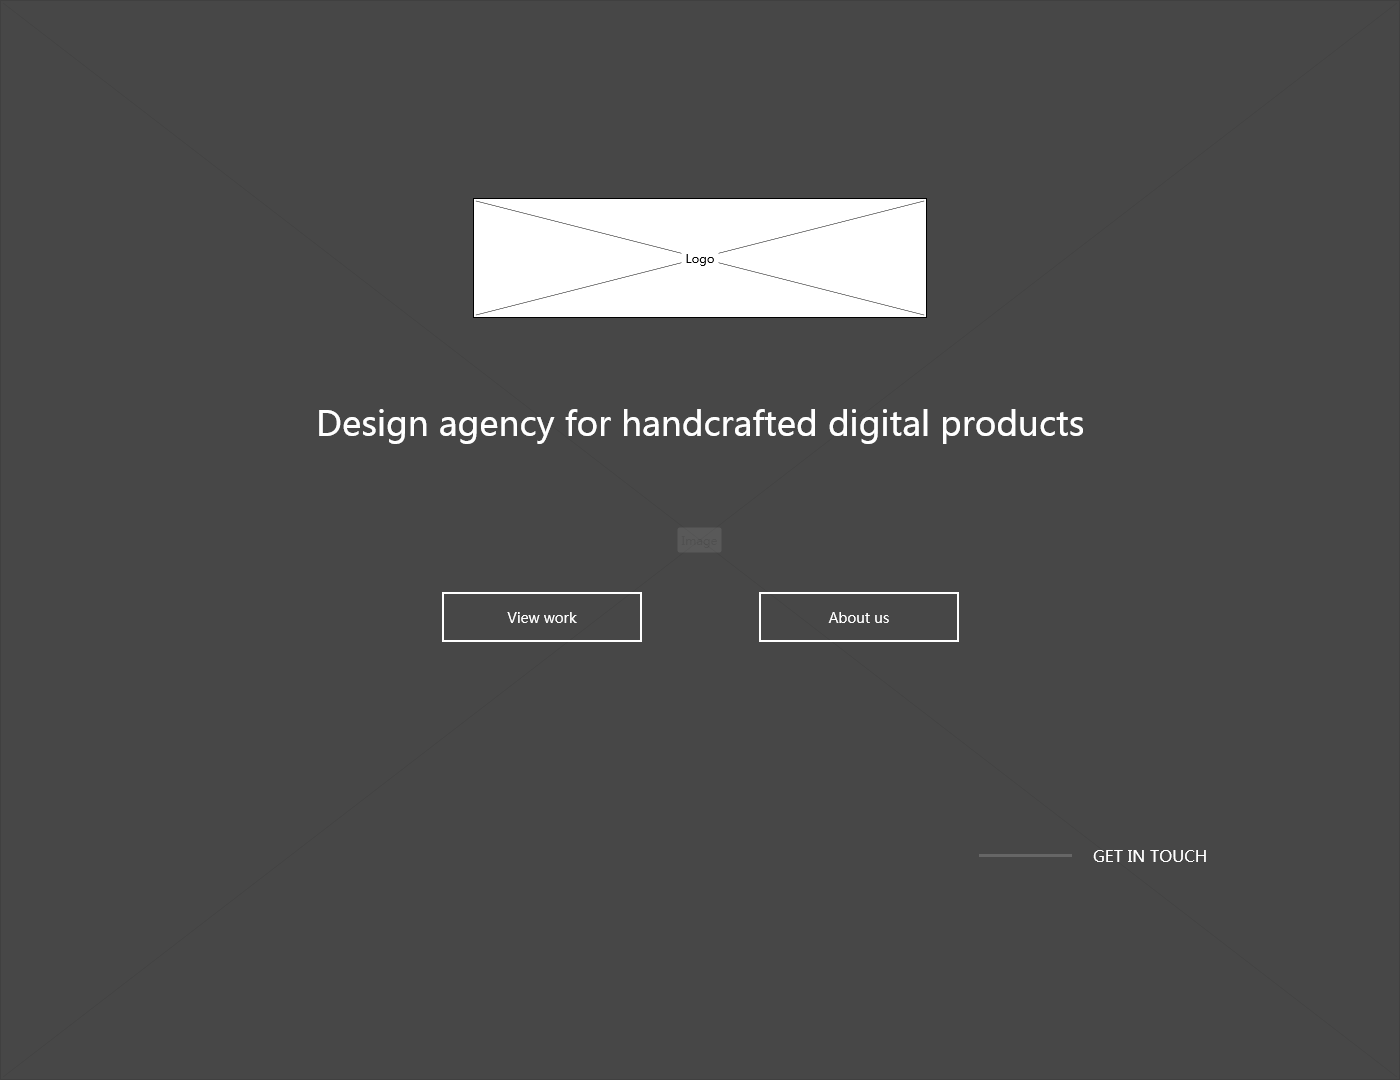 Logo
Design agency for handcrafted digital products
Image
View work
About us
GET IN TOUCH